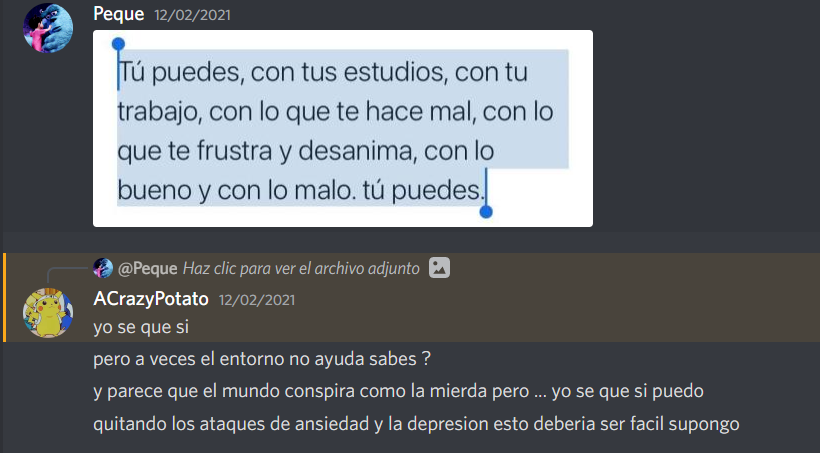 Peque 12/02/2021
Tú puedes, con tus estudios, con tu
trabajo, con lo que te hace mal, con lo
que te frustra y desanima, con lo
bueno y con lo malo. tú puedes.
@Peque Haz clic para ver el archivo adjunto
ACrazyPotato 12/02/2021
yo se que si
pero a veces el entorno no ayuda sabes ?
y parece que el mundo conspira como la mierda pero ... yo se que si puedo
quitando los ataques de ansiedad y la depresion esto deberia ser facil supongo